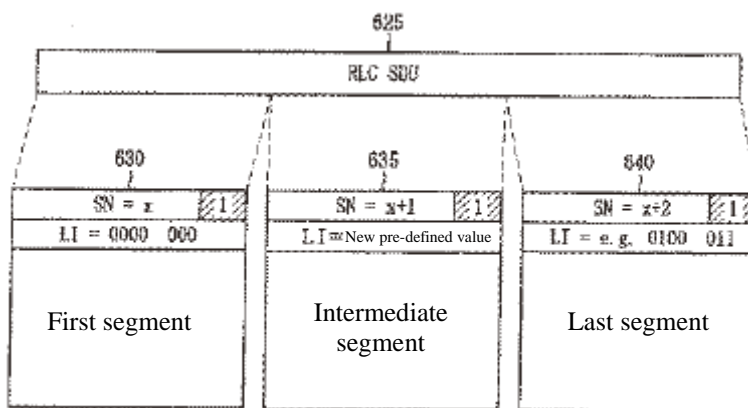 625
RLC SDU
630
635
640
SN = x 1
SN = x+1 1
SN = x+2 1
LI = 0000 000
LI= New pre-defined value
LI = e.g. 0100 011
First segment
Intermediate
segment
Last segment